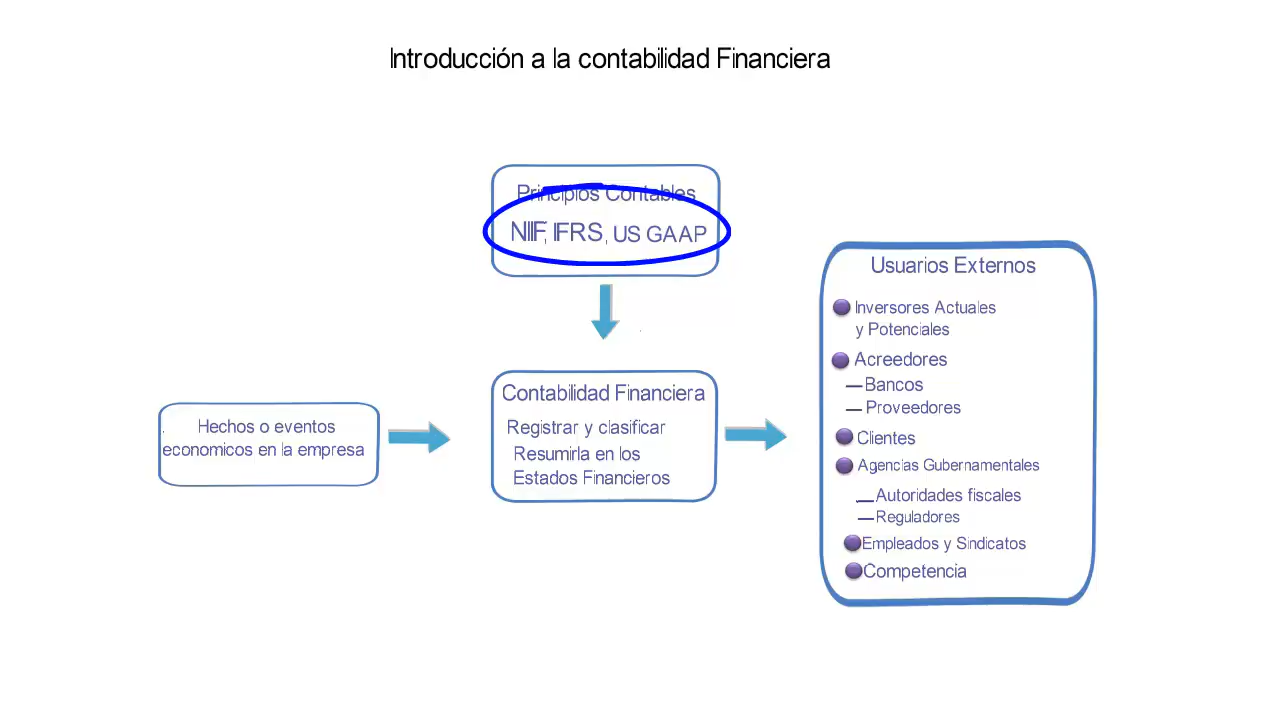 Introducción a la contabilidad Financiera
Principios Contables
NIIF, IFRS, US GAAP
Hechos o eventos
economicos en la empresa
Contabilidad Financiera
Registrar y clasificar
Resumirla en los
Estados Financieros
Usuarios Externos
Inversores Actuales
y Potenciales
Acreedores
— Bancos
— Proveedores
Clientes
Agencias Gubernamentales
— Autoridades fiscales
— Reguladores
Empleados y Sindicatos
Competencia